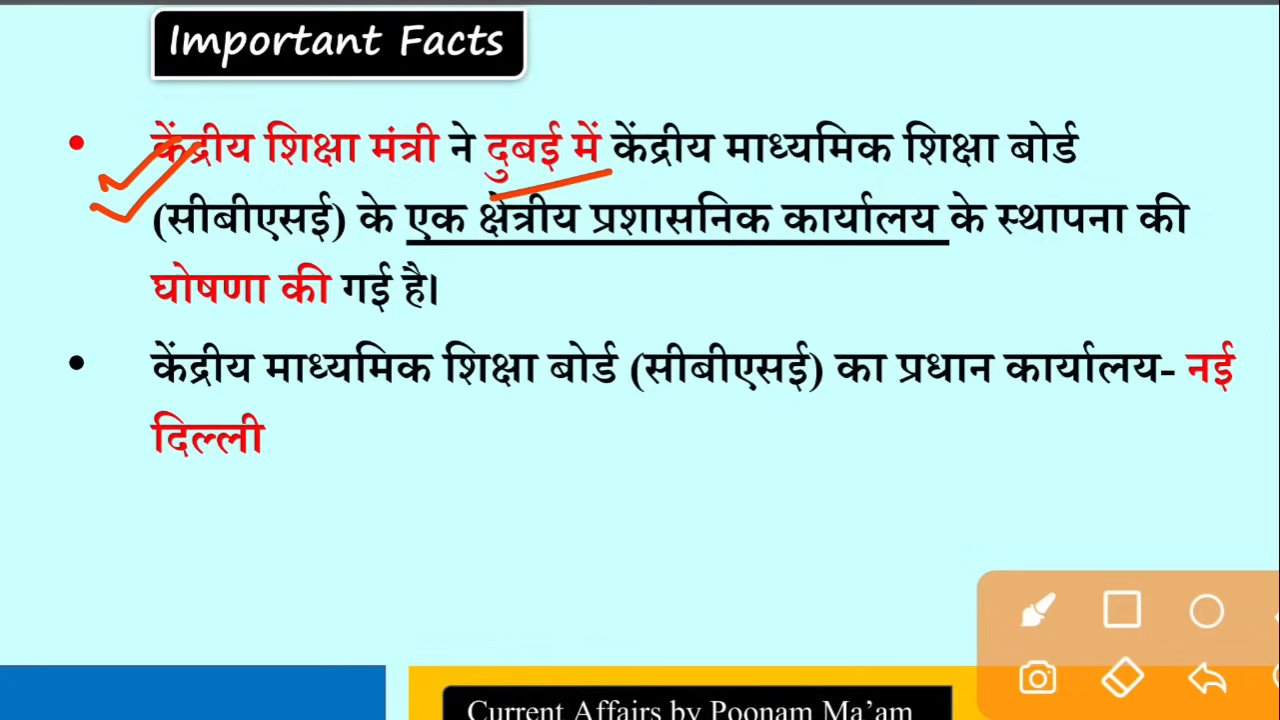 Important Facts
केंद्रीय शिक्षा मंत्री ने दुबई में केंद्रीय माध्यमिक शिक्षा बोर्ड
(सीबीएसई) के एक क्षेत्रीय प्रशासनिक कार्यालय के स्थापना की
घोषणा की गई है।
केंद्रीय माध्यमिक शिक्षा बोर्ड (सीबीएसई) का प्रधान कार्यालय- नई
दिल्ली
Current Affairs by Poonam Ma’am